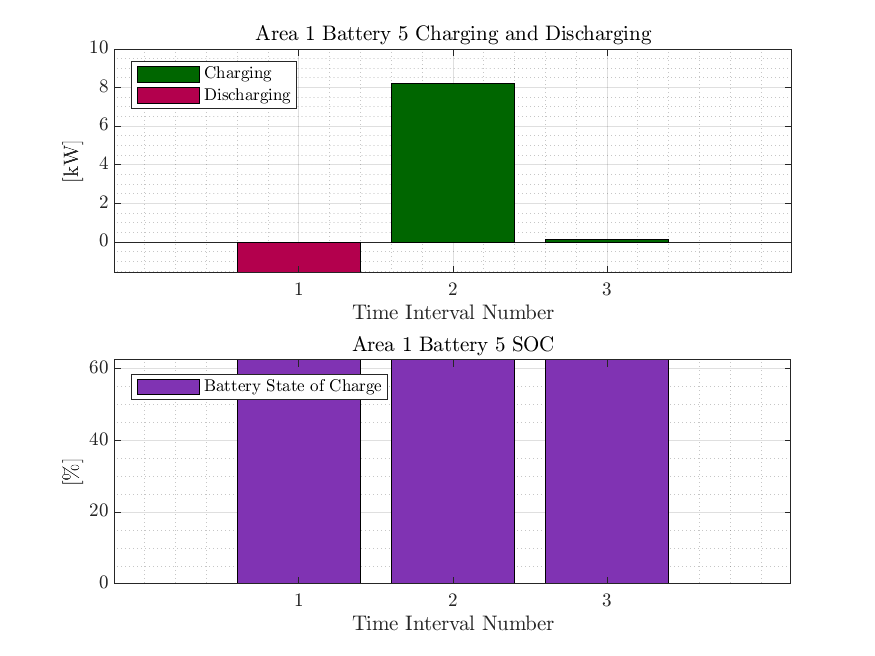 Area 1 Battery 5 Charging and Discharging
10
8
6
4
2
0
[kW]
Charging
Discharging
1 2 3
Time Interval Number
Area 1 Battery 5 SOC
60
40
20
0
[%]
Battery State of Charge
1 2 3
Time Interval Number